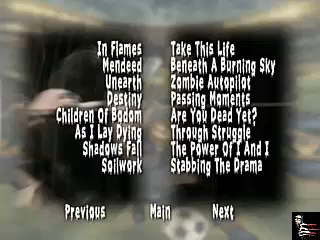 In Flames Take This Life
Mendeed Beneath A Burning Sky
Unearth Zombie Autopilot
Destiny Passing Moments
Children Of Bodom Are You Dead Yet?
As I Lay Dying Through Struggle
Shadows Fall The Power Of I And I
Soilwork Stabbing The Drama
Previous Main Next